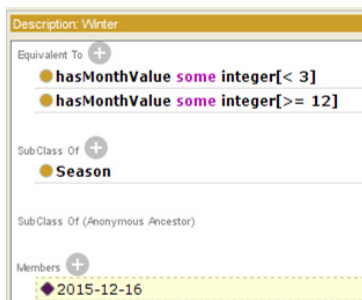 Description: Winter
Equivalent To
hasMonthValue some integer[< 3]
hasMonthValue some integer[>= 12]
SubClass Of
Season
SubClass Of (Anonymous Ancestor)
Members
2015-12-16